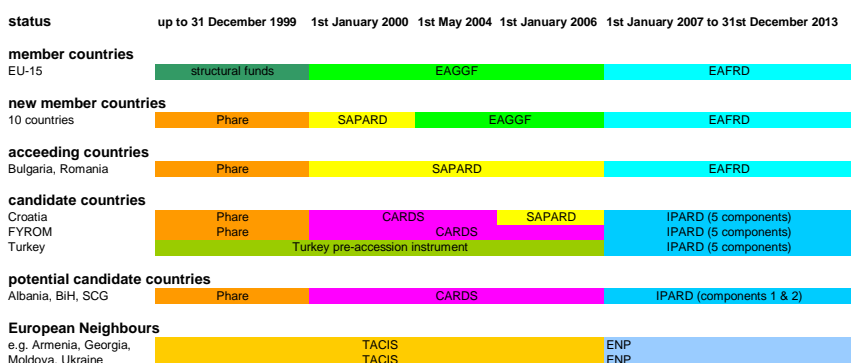 status up to 31 December 1999 1st January 2000 1st May 2004 1st January 2006 1st January 2007 to 31st December 2013
member countries
EU-15 structural funds EAGGF EAFRD
new member countries
10 countries Phare SAPARD EAGGF EAFRD
acceeding countries
Bulgaria, Romania Phare SAPARD EAFRD
candidate countries
Croatia Phare CARDS SAPARD IPARD (5 components)
FYROM Phare CARDS IPARD (5 components)
Turkey Turkey pre-accession instrument IPARD (5 components)
potential candidate countries
Albania, BiH, SCG Phare CARDS IPARD (components 1 & 2)
European Neighbours
e.g. Armenia, Georgia, TACIS ENP
Moldova, Ukraine TACIS ENP